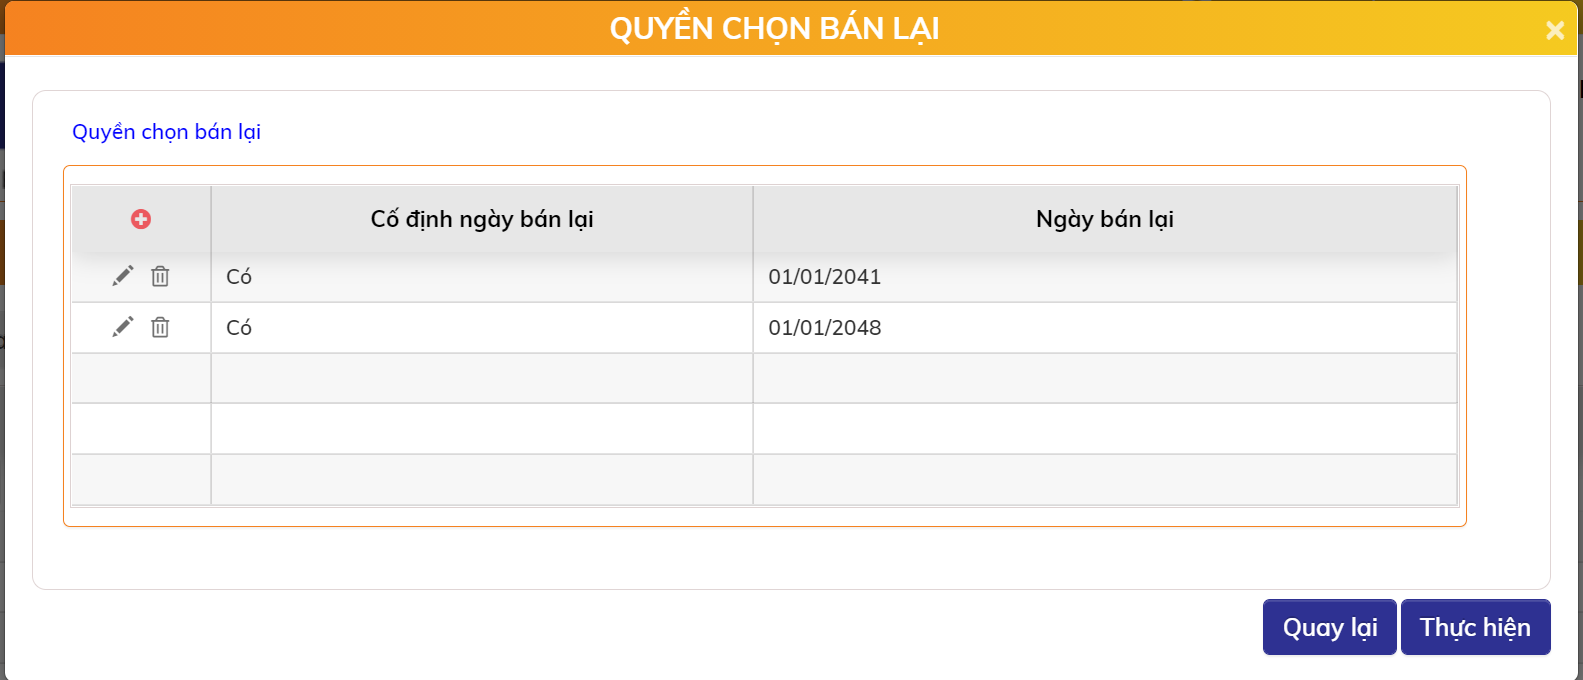 QUYỀN CHỌN BÁN LẠI
Quyền chọn bán lại
Cố định ngày bán lại Ngày bán lại
Có 01/01/2041
Có 01/01/2048
Quay lại Thực hiện